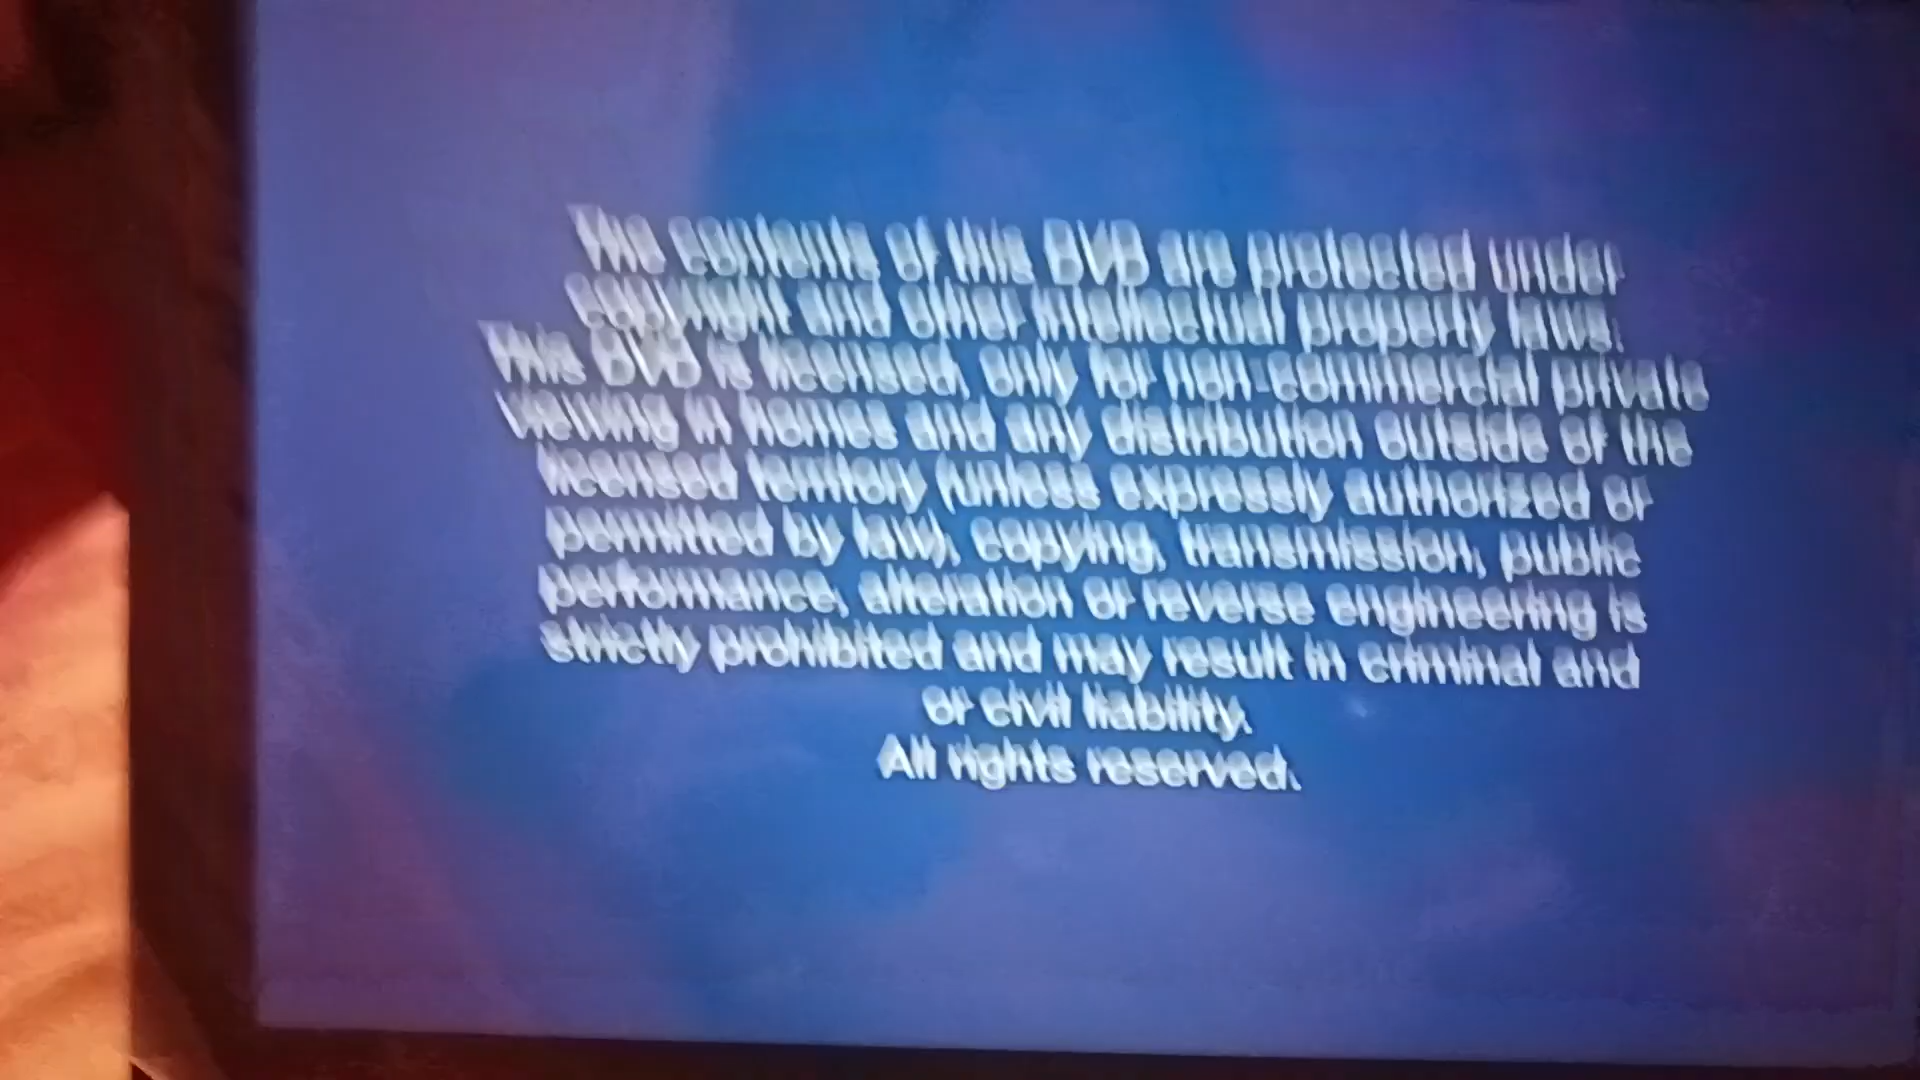 The contents of this DVD are protected under
copyright and other intellectual property laws.
This DVD is licensed, only for non-commercial private
viewing in homes and any distribution outside of the
licensed territory (unless expressly authorized or
permitted by law), copying, transmission, public
performance, alteration or reverse engineering is
strictly prohibited and may result in criminal and
or civil liability.
All rights reserved.